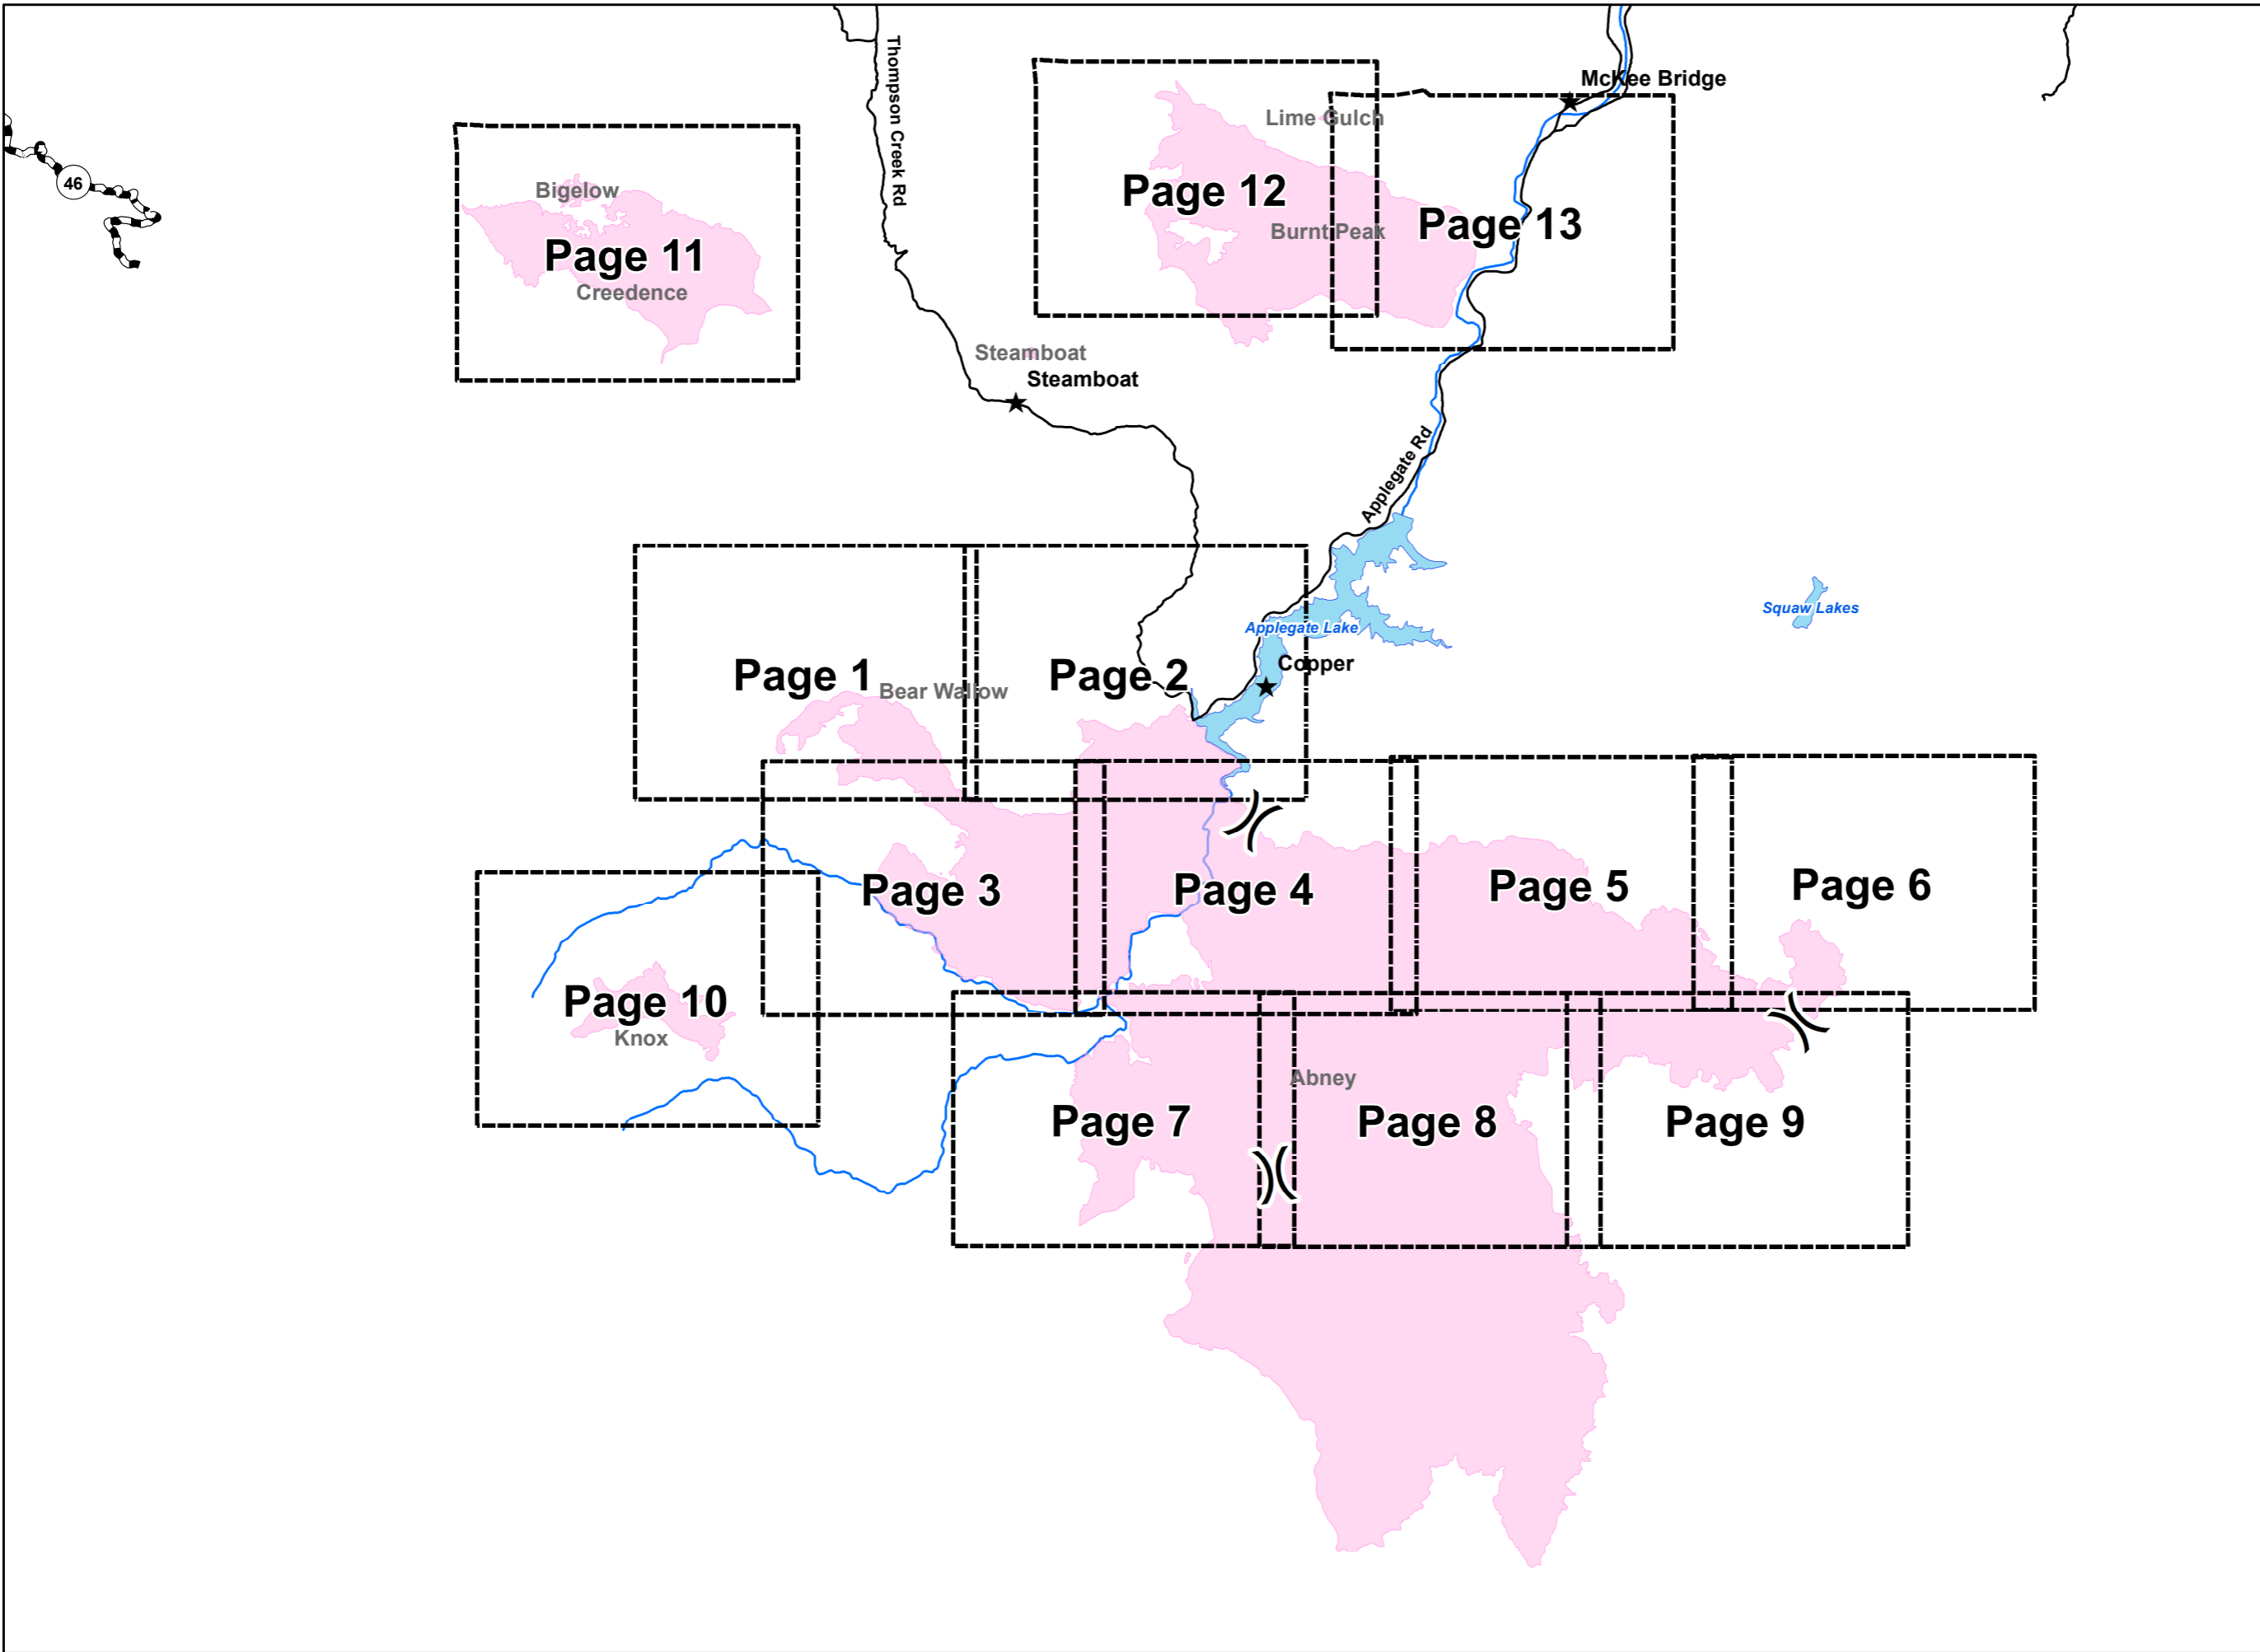 Thompson Creek Rd
McKee Bridge
Lime Gulch
46
Bigelow
Page 12
Page 13
Burnt Peak
Page 11
Creedence
Steamboat
Steamboat
Applegate Rd
Squaw Lakes
Applegate Lake
Copper
Page 1
Page 2
Bear Wallow
Page 3
Page 4
Page 5
Page 6
Page 10
Knox
Abney
Page 7
Page 8
Page 9